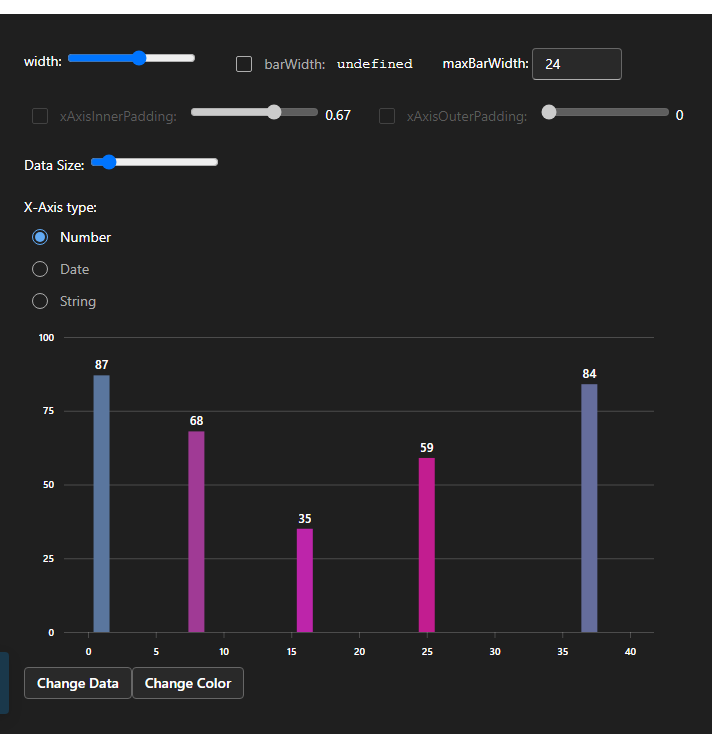 width: barWidth: undefined maxBarWidth: 24
xAxisInnerPadding: 0.67 xAxisOuterPadding: 0
Data Size:
X-Axis type:
Number
Date
String
100
87
84
75
68
59
50
35
25
0
0 5 10 15 20 25 30 35 40
Change Data Change Color